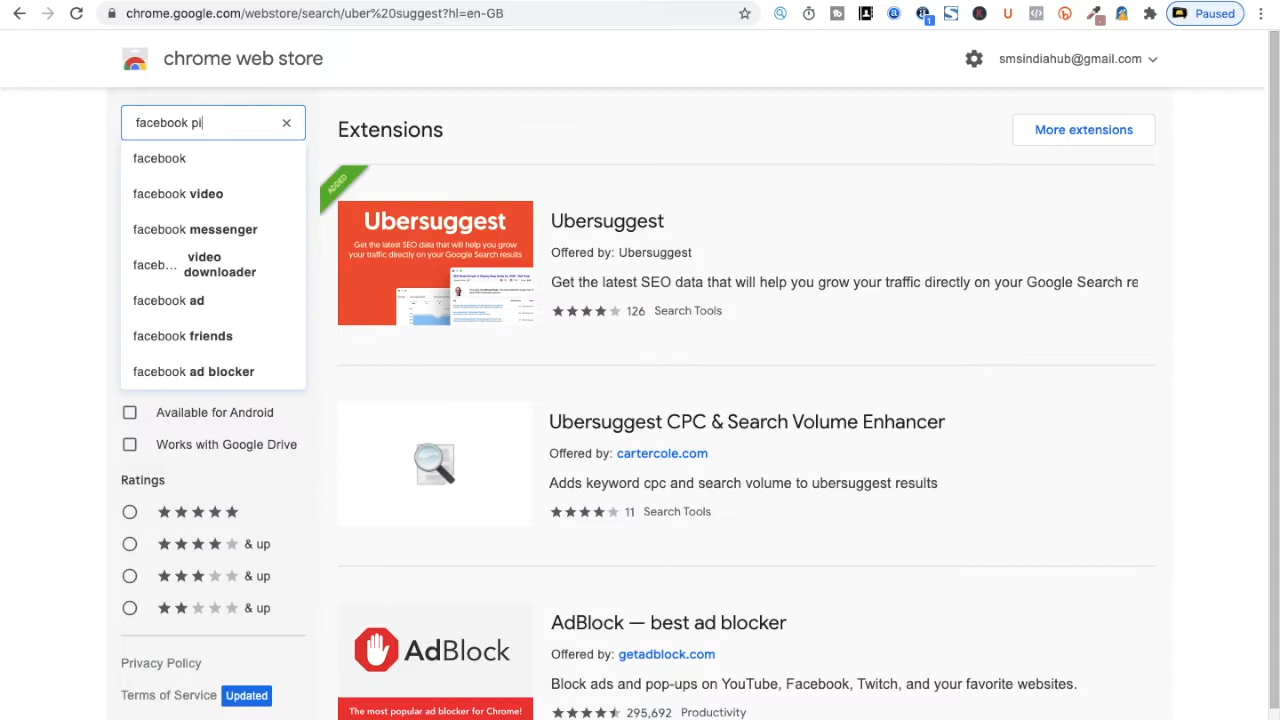 chrome.google.com/webstore/search/uber%20suggest?hl=en-GB
Paused
chrome web store
smsindiahub@gmail.com
facebook pi
facebook
facebook video
facebook messenger
faceb... video downloader
facebook ad
facebook friends
facebook ad blocker
Available for Android
Works with Google Drive
Ratings
& up
& up
& up
Privacy Policy
Terms of Service Updated
Extensions
More extensions
ADDED
Ubersuggest
Get the latest SEO data that will help you grow
your traffic directly on your Google Search results
Ubersuggest
Offered by: Ubersuggest
Get the latest SEO data that will help you grow your traffic directly on your Google Search re
126 Search Tools
Ubersuggest CPC & Search Volume Enhancer
Offered by: cartercole.com
Adds keyword cpc and search volume to ubersuggest results
11 Search Tools
AdBlock
The most popular ad blocker for Chrome!
AdBlock — best ad blocker
Offered by: getadblock.com
Block ads and pop-ups on YouTube, Facebook, Twitch, and your favorite websites.
295,692 Productivity